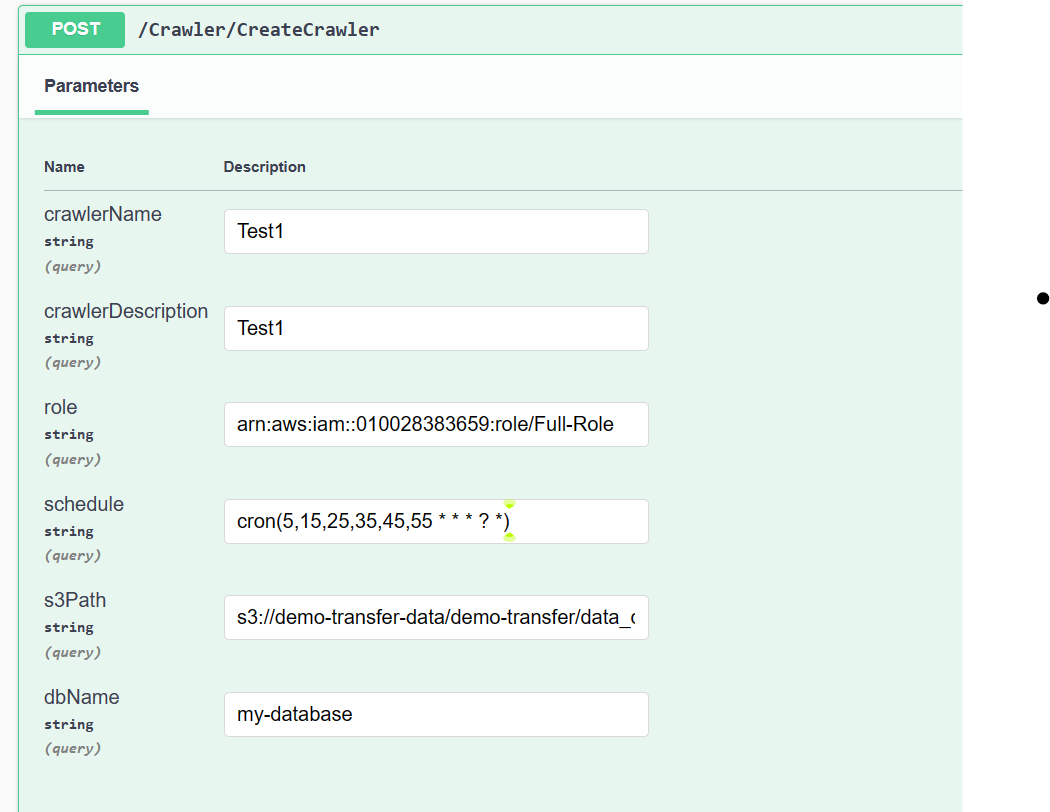 POST /Crawler/CreateCrawler
Parameters
Name Description
crawlerName
string
(query)
Test1
crawlerDescription
string
(query)
Test1
role
string
(query)
arn:aws:iam::010028383659:role/Full-Role
schedule
string
(query)
cron(5,15,25,35,45,55 * * * ? *)
s3Path
string
(query)
s3://demo-transfer-data/demo-transfer/data_
dbName
string
(query)
my-database